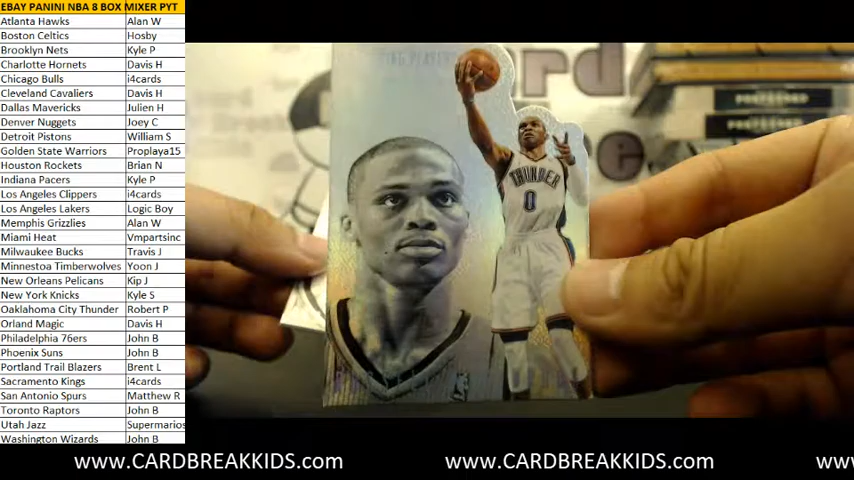 EBAY PANINI NBA 8 BOX MIXER PYT
Atlanta Hawks Alan W
Boston Celtics Hosby
Brooklyn Nets Kyle P
Charlotte Hornets Davis H
Chicago Bulls i4cards
Cleveland Cavaliers Davis H
Dallas Mavericks Julien H
Denver Nuggets Joey C
Detroit Pistons William S
Golden State Warriors Proplaya15
Houston Rockets Brian N
Indiana Pacers Kyle P
Los Angeles Clippers i4cards
Los Angeles Lakers Logic Boy
Memphis Grizzlies Alan W
Miami Heat Vmpartsinc
Milwaukee Bucks Travis J
Minnestoa Timberwolves Yoon J
New Orleans Pelicans Kip J
New York Knicks Kyle S
Oaklahoma City Thunder Robert P
Orland Magic Davis H
Philadelphia 76ers John B
Phoenix Suns John B
Portland Trail Blazers Brent L
Sacramento Kings i4cards
San Antonio Spurs Matthew R
Toronto Raptors John B
Utah Jazz Supermarios
Washington Wizards John B
THUNDER
0
www.CARDBREAKKIDS.com www.CARDBREAKKIDS.com ww